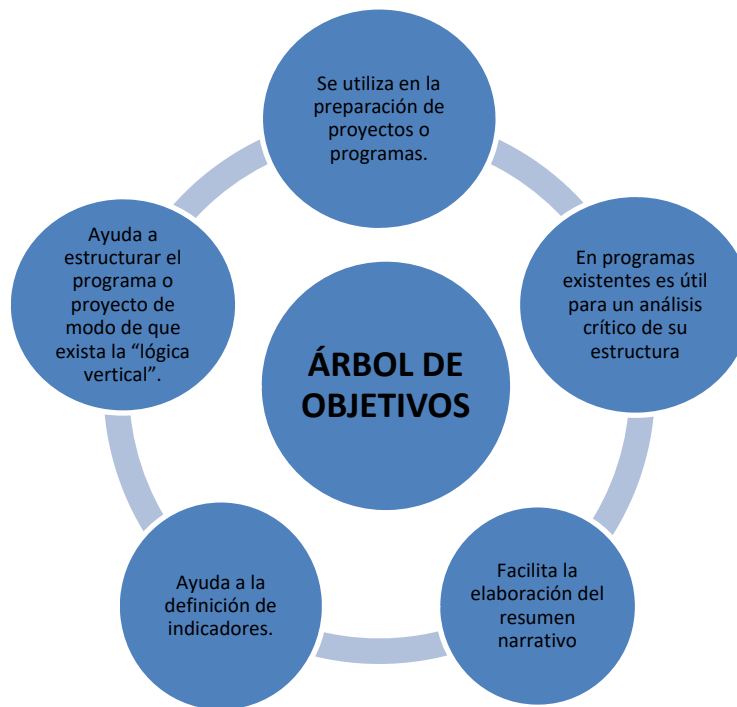 Se utiliza en la
preparación de
proyectos o
programas.
En programas
existentes es útil
para un análisis
crítico de su
estructura
Facilita la
elaboración del
resumen
narrativo
Ayuda a la
definición de
indicadores.
Ayuda a
estructurar el
programa o
proyecto de
modo de que
exista la “lógica
vertical”.
ÁRBOL DE
OBJETIVOS